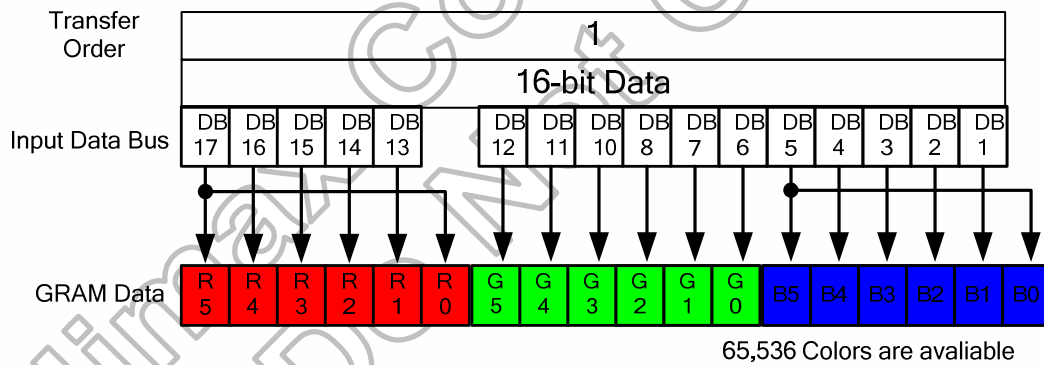 Transfer Order
1
16-bit Data
Input Data Bus
DB 17 DB 16 DB 15 DB 14 DB 13 DB 12 DB 11 DB 10 DB 8 DB 7 DB 6 DB 5 DB 4 DB 3 DB 2 DB 1
GRAM Data
R 5 R 4 R 3 R 2 R 1 R 0 G 5 G 4 G 3 G 2 G 1 G 0 B5 B4 B3 B2 B1 B0
65,536 Colors are avaliable